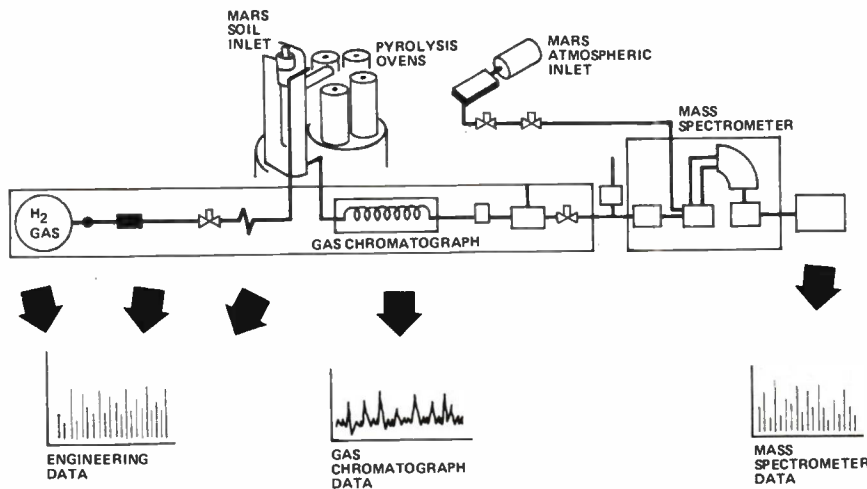 MARS
SOIL
INLET
PYROLYSIS
OVENS
MARS
ATMOSPHERIC
INLET
MASS
SPECTROMETER
H2
GAS
GAS CHROMATOGRAPH
ENGINEERING
DATA
GAS
CHROMATOGRAPH
DATA
MASS
SPECTROMETER
DATA